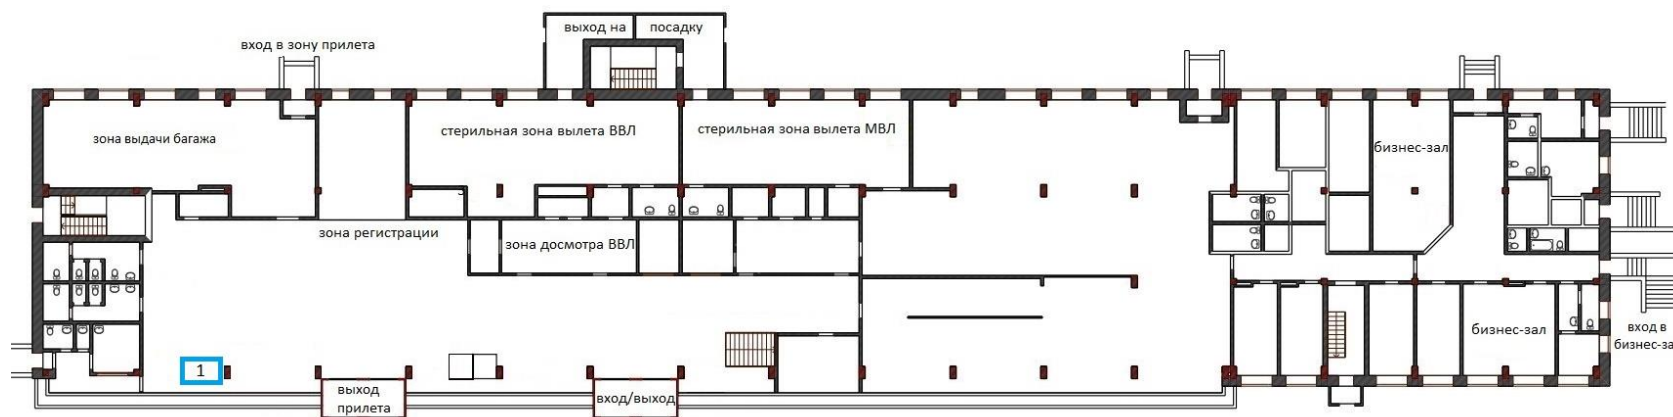 выход на посадку
вход в зону прилета
зона выдачи багажа
стерильная зона вылета ВВЛ
стерильная зона вылета МВЛ
бизнес-зал
зона регистрации
зона досмотра ВВЛ
бизнес-зал
вход в
бизнес-за
1
выход
прилета
вход/выход